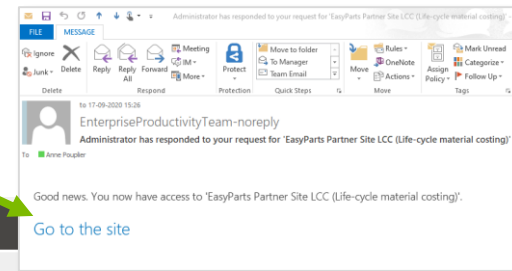 Administrator has responded to your request for 'EasyParts Partner Site LCC (Life-cycle material costing)' -
FILE MESSAGE
Ignore
Junk
Delete
Reply
Reply All
Forward
Meeting
IM
More
Protect
Move to folder
To Manager
Team Email
Move
Rules
OneNote
Actions
Assign Policy
Mark Unread
Categorize
Follow Up
Delete Respond Protection Quick Steps Move Tags
to 17-09-2020 15:26
EnterpriseProductivityTeam-noreply
Administrator has responded to your request for 'EasyParts Partner Site LCC (Life-cycle material costing)'
To Anne Poupler
Good news. You now have access to 'EasyParts Partner Site LCC (Life-cycle material costing)'.
Go to the site